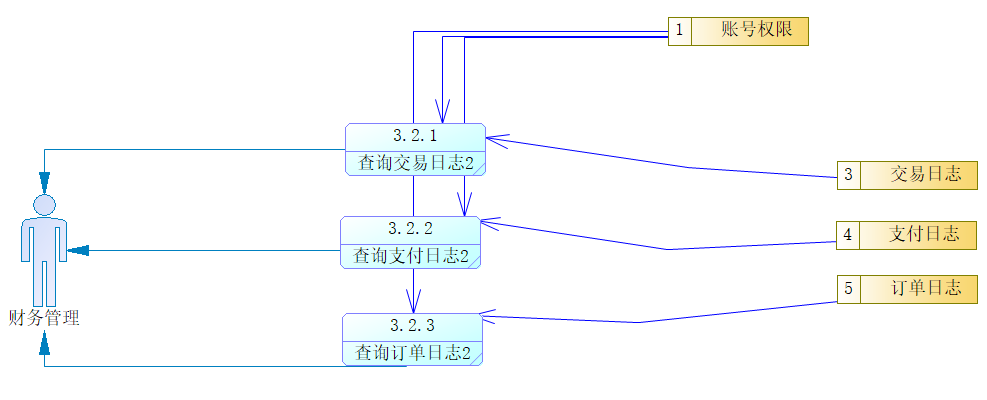 1 账号权限
3.2.1
查询交易日志2
3 交易日志
3.2.2
查询支付日志2
4 支付日志
5 订单日志
财务管理
3.2.3
查询订单日志2